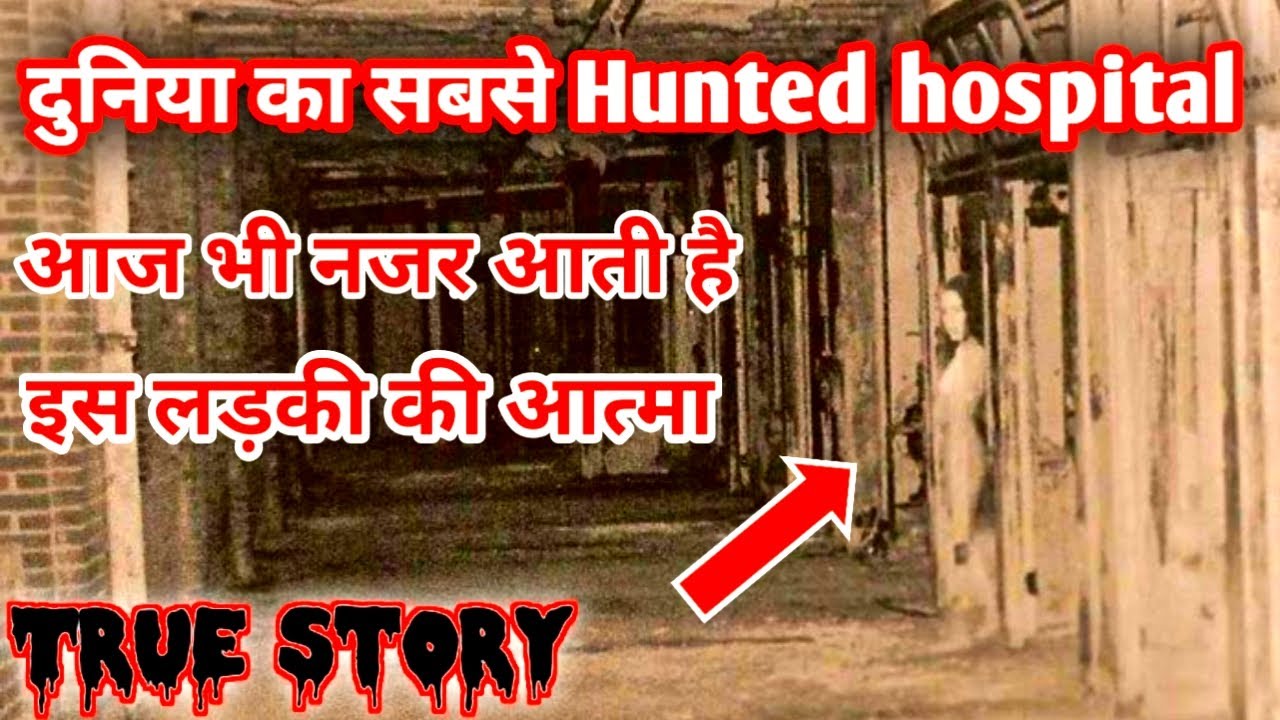 दुनिया का सबसे Hunted hospital
आज भी नजर आती है
इस लड़की की आत्मा
TRUE STORY